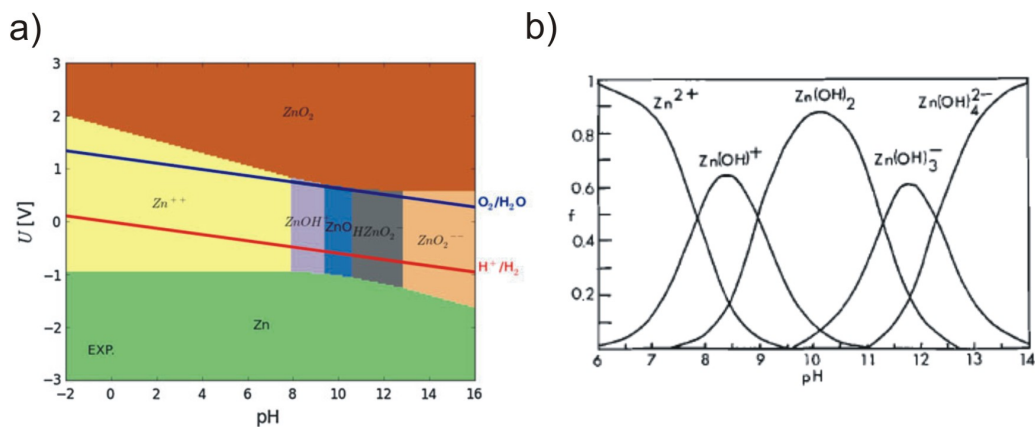 a)
3
2
1
0
−1
−2
−3
U [V]
ZnO₂
Zn⁺⁺
ZnOH⁺
ZnO
HZnO₂⁻
ZnO₂⁻⁻
Zn
EXP.
O₂/H₂O
H⁺/H₂
−2 0 2 4 6 8 10 12 14 16
pH
b)
1
0.8
0.6
f
0.4
0.2
Zn²⁺
Zn(OH)⁺
Zn(OH)₂
Zn(OH)₃⁻
Zn(OH)₄²⁻
6 7 8 9 10 11 12 13 14
pH